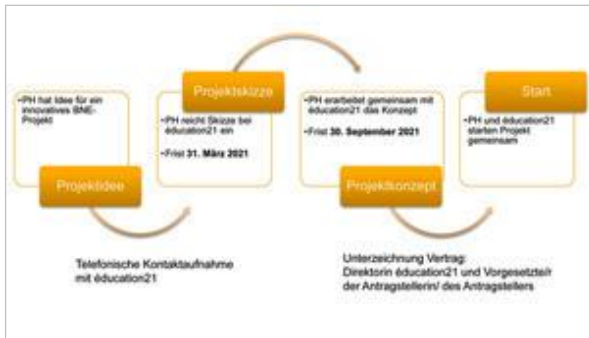 •PH hat Idee für ein
innovatives BNE-
Projekt
Projektidee
Projektskizze
•PH reicht Skizze bei
éducation21 ein
•Frist 31. März 2021
•PH erarbeitet gemeinsam mit
éducation21 das Konzept
•Frist 30. September 2021
Projektkonzept
Start
•PH und éducation21
starten Projekt
gemeinsam
Telefonische Kontaktaufnahme
mit éducation21
Unterzeichnung Vertrag:
Direktorin éducation21 und Vorgesetzte/r
der Antragstellerin/ des Antragstellers